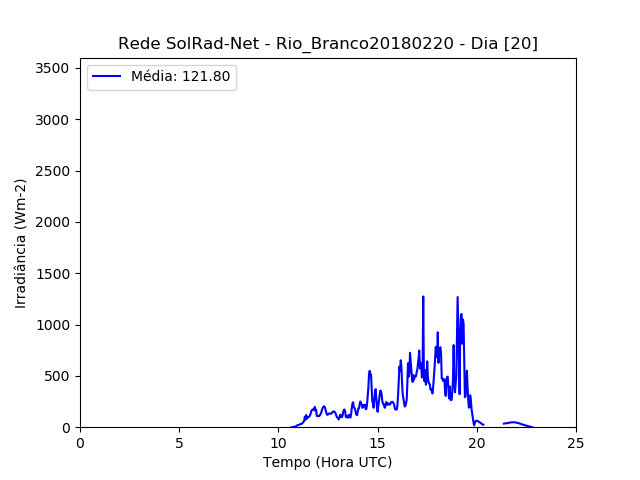 Rede SolRad-Net - Rio_Branco20180220 - Dia [20]
Média: 121.80
3500
3000
2500
2000
1500
1000
500
0
Irradiância (Wm-2)
0 5 10 15 20 25
Tempo (Hora UTC)